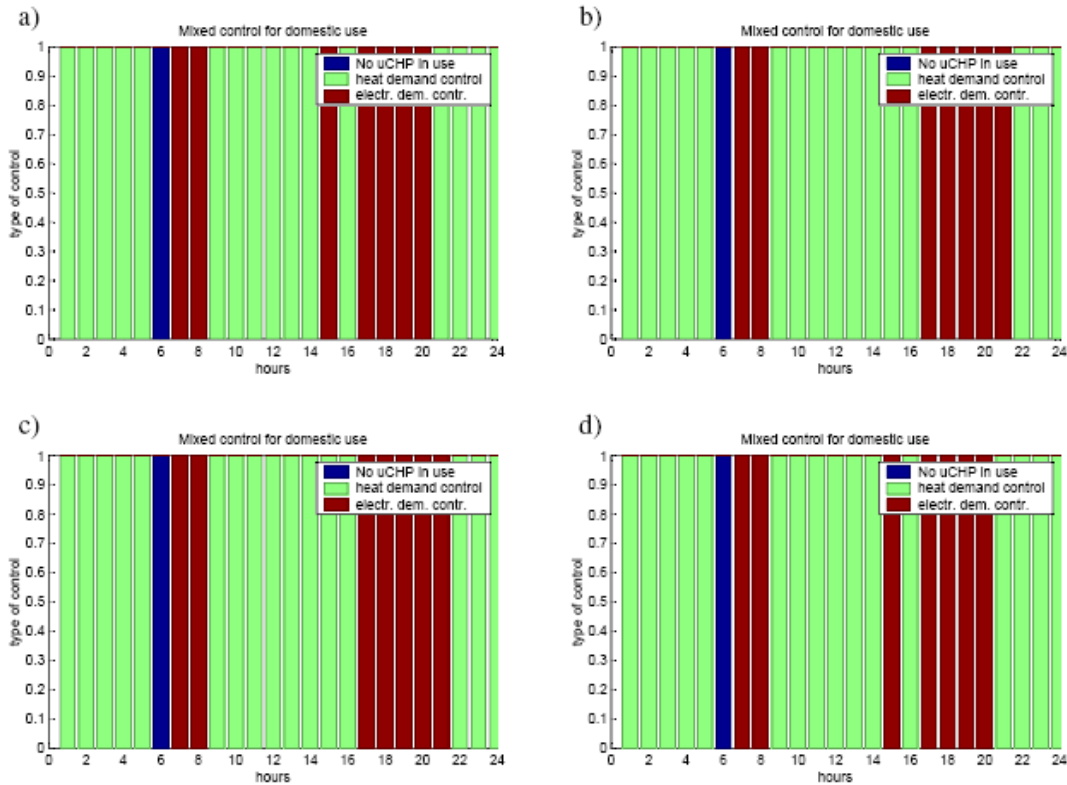 a)
Mixed control for domestic use
No uCHP in use
heat demand control
electr. dem. contr.
type of control
1
0.9
0.8
0.7
0.6
0.5
0.4
0.3
0.2
0.1
0
0 2 4 6 8 10 12 14 16 18 20 22 24
hours
b)
Mixed control for domestic use
No uCHP in use
heat demand control
electr. dem. contr.
type of control
1
0.9
0.8
0.7
0.6
0.5
0.4
0.3
0.2
0.1
0
0 2 4 6 8 10 12 14 16 18 20 22 24
hours
c)
Mixed control for domestic use
No uCHP in use
heat demand control
electr. dem. contr.
type of control
1
0.9
0.8
0.7
0.6
0.5
0.4
0.3
0.2
0.1
0
0 2 4 6 8 10 12 14 16 18 20 22 24
hours
d)
Mixed control for domestic use
No uCHP in use
heat demand control
electr. dem. contr.
type of control
1
0.9
0.8
0.7
0.6
0.5
0.4
0.3
0.2
0.1
0
0 2 4 6 8 10 12 14 16 18 20 22 24
hours